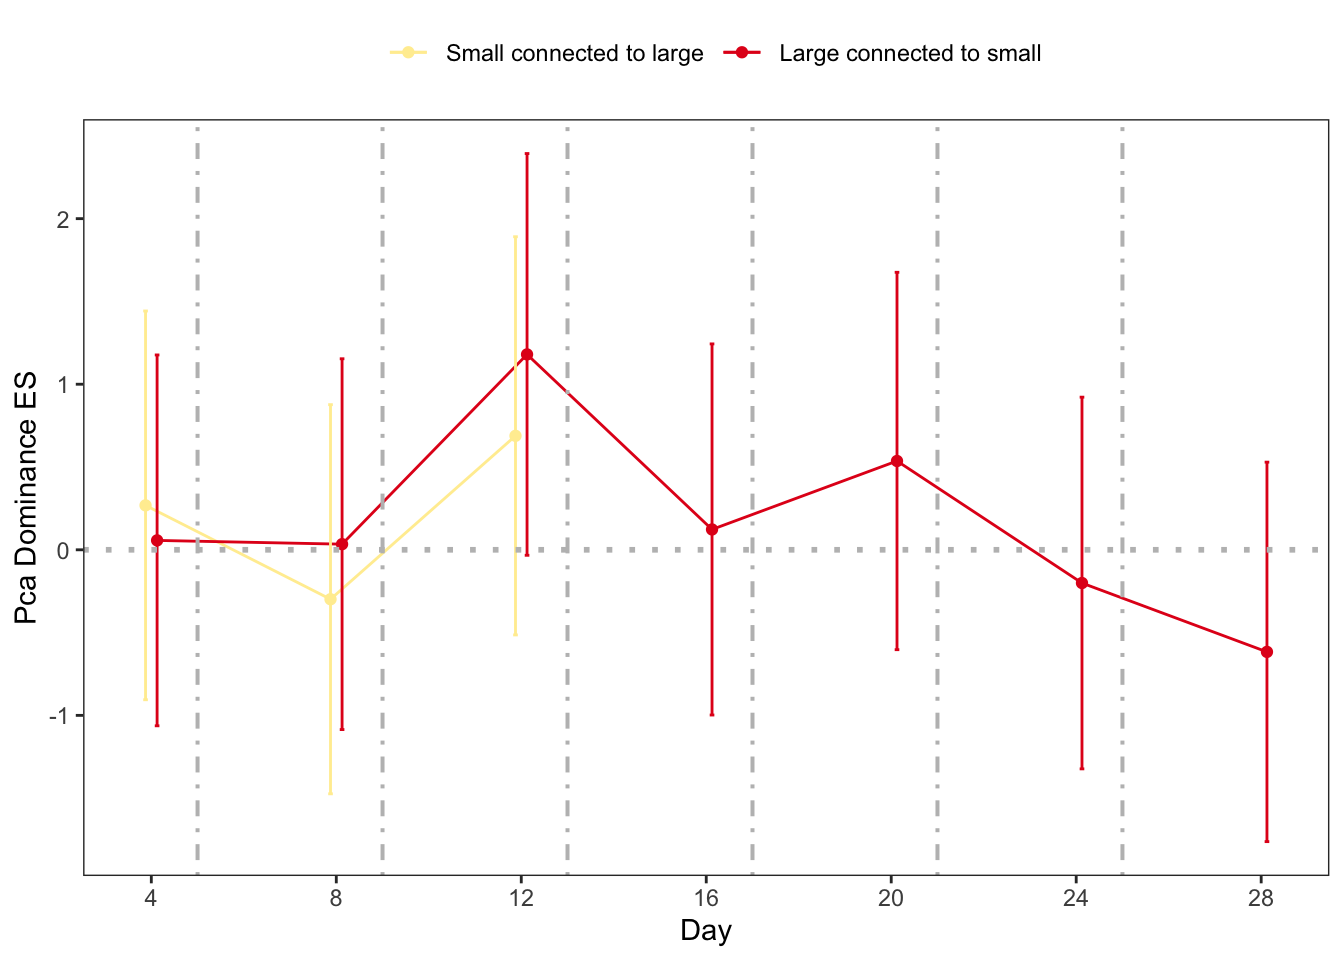 Small connected to large Large connected to small
Pca Dominance ES
2
1
0
-1
4 8 12 16 20 24 28
Day